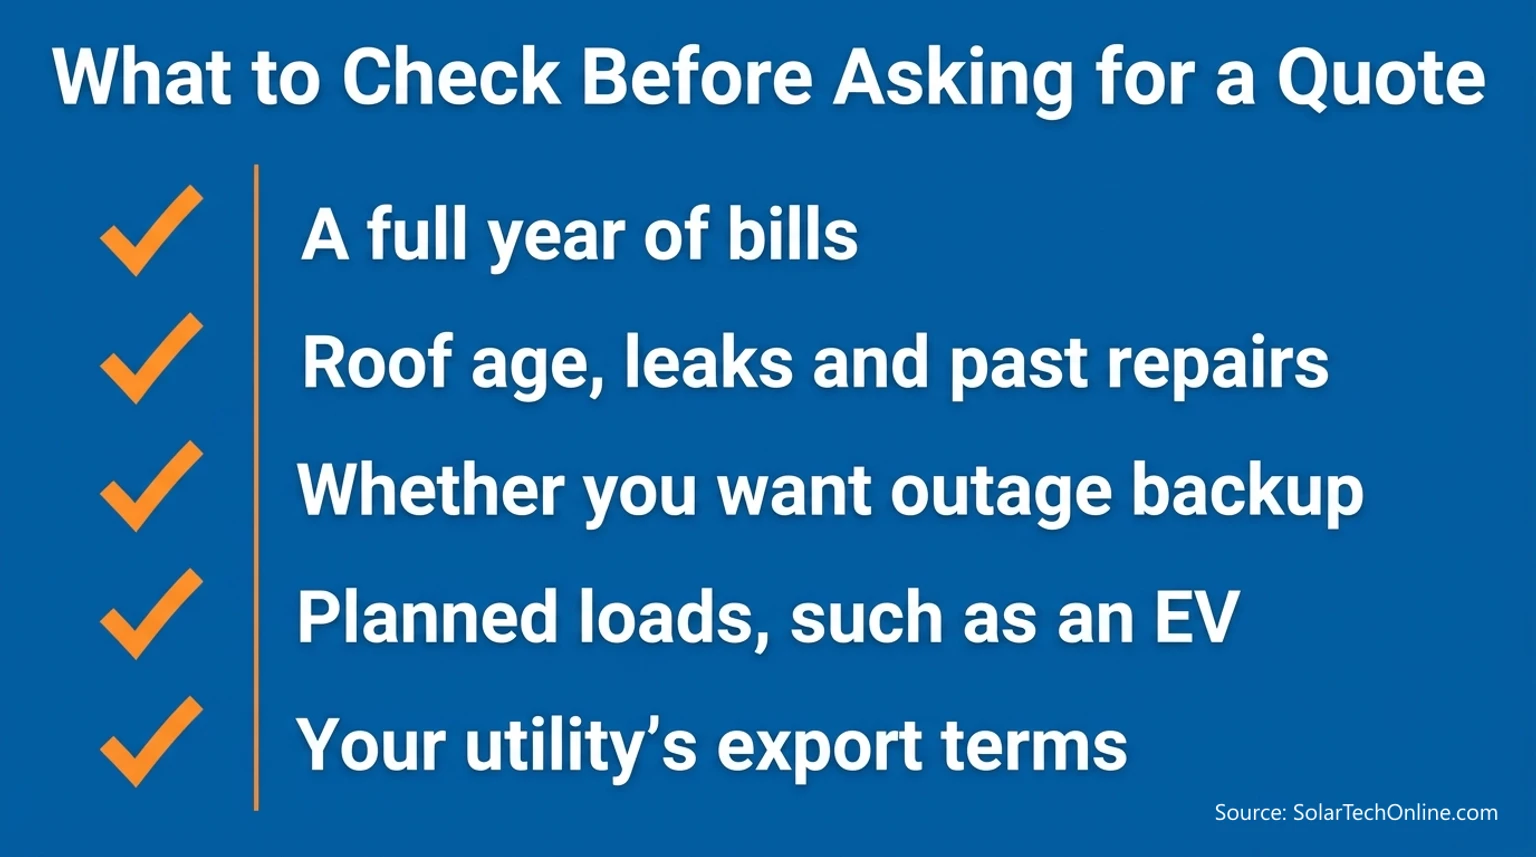 What to Check Before Asking for a Quote
A full year of bills
Roof age, leaks and past repairs
Whether you want outage backup
Planned loads, such as an EV
Your utility’s export terms
Source: SolarTechOnline.com